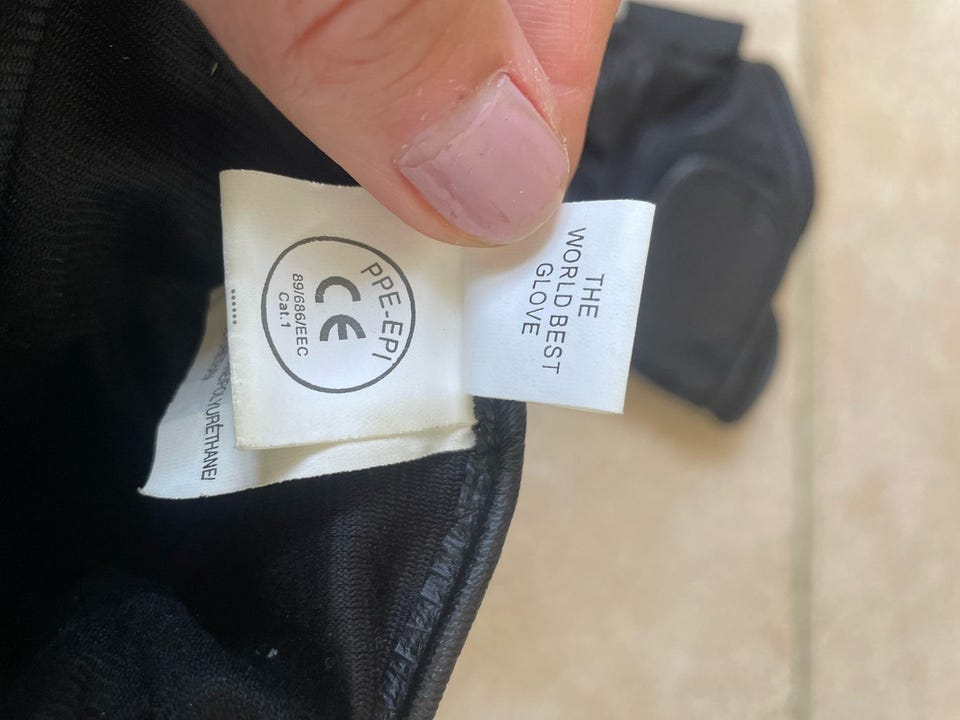 PPE-EPI
CE
89/686/EEC
Cat.1
THE
WORLD BEST
GLOVE